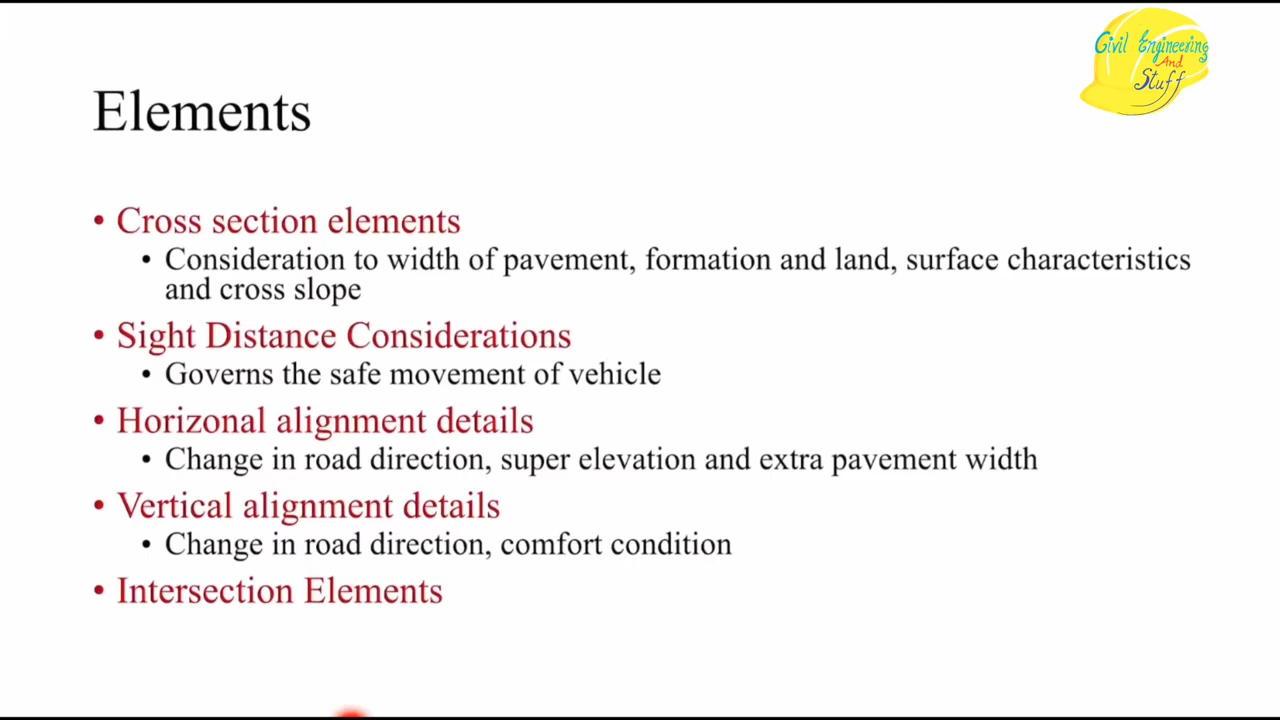 Civil Engineering
And
Stuff
Elements
• Cross section elements
• Consideration to width of pavement, formation and land, surface characteristics
and cross slope
• Sight Distance Considerations
• Governs the safe movement of vehicle
• Horizonal alignment details
• Change in road direction, super elevation and extra pavement width
• Vertical alignment details
• Change in road direction, comfort condition
• Intersection Elements